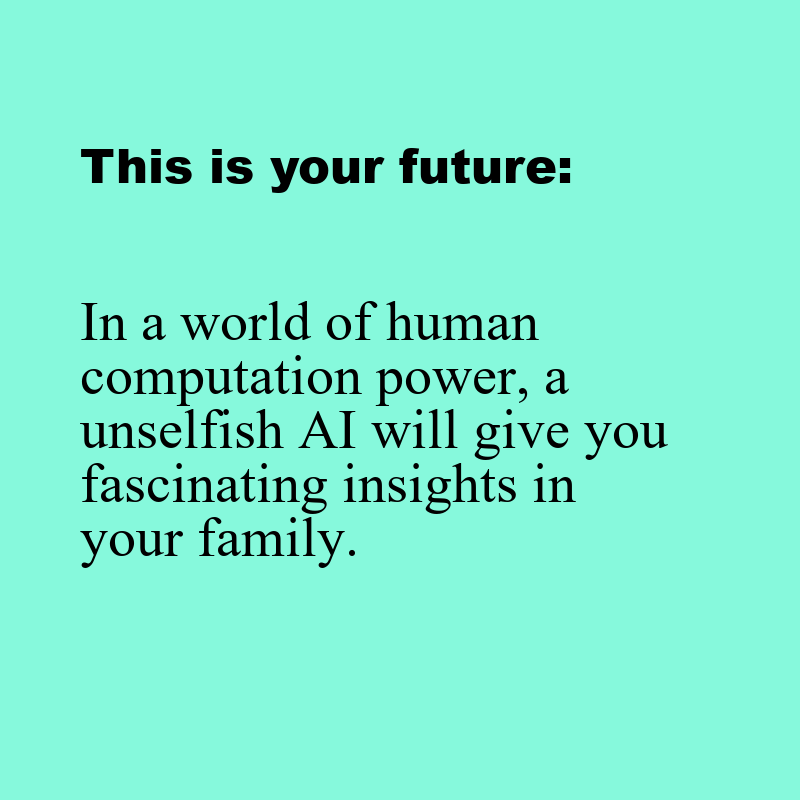 This is your future:
In a world of human
computation power, a
unselfish AI will give you
fascinating insights in
your family.